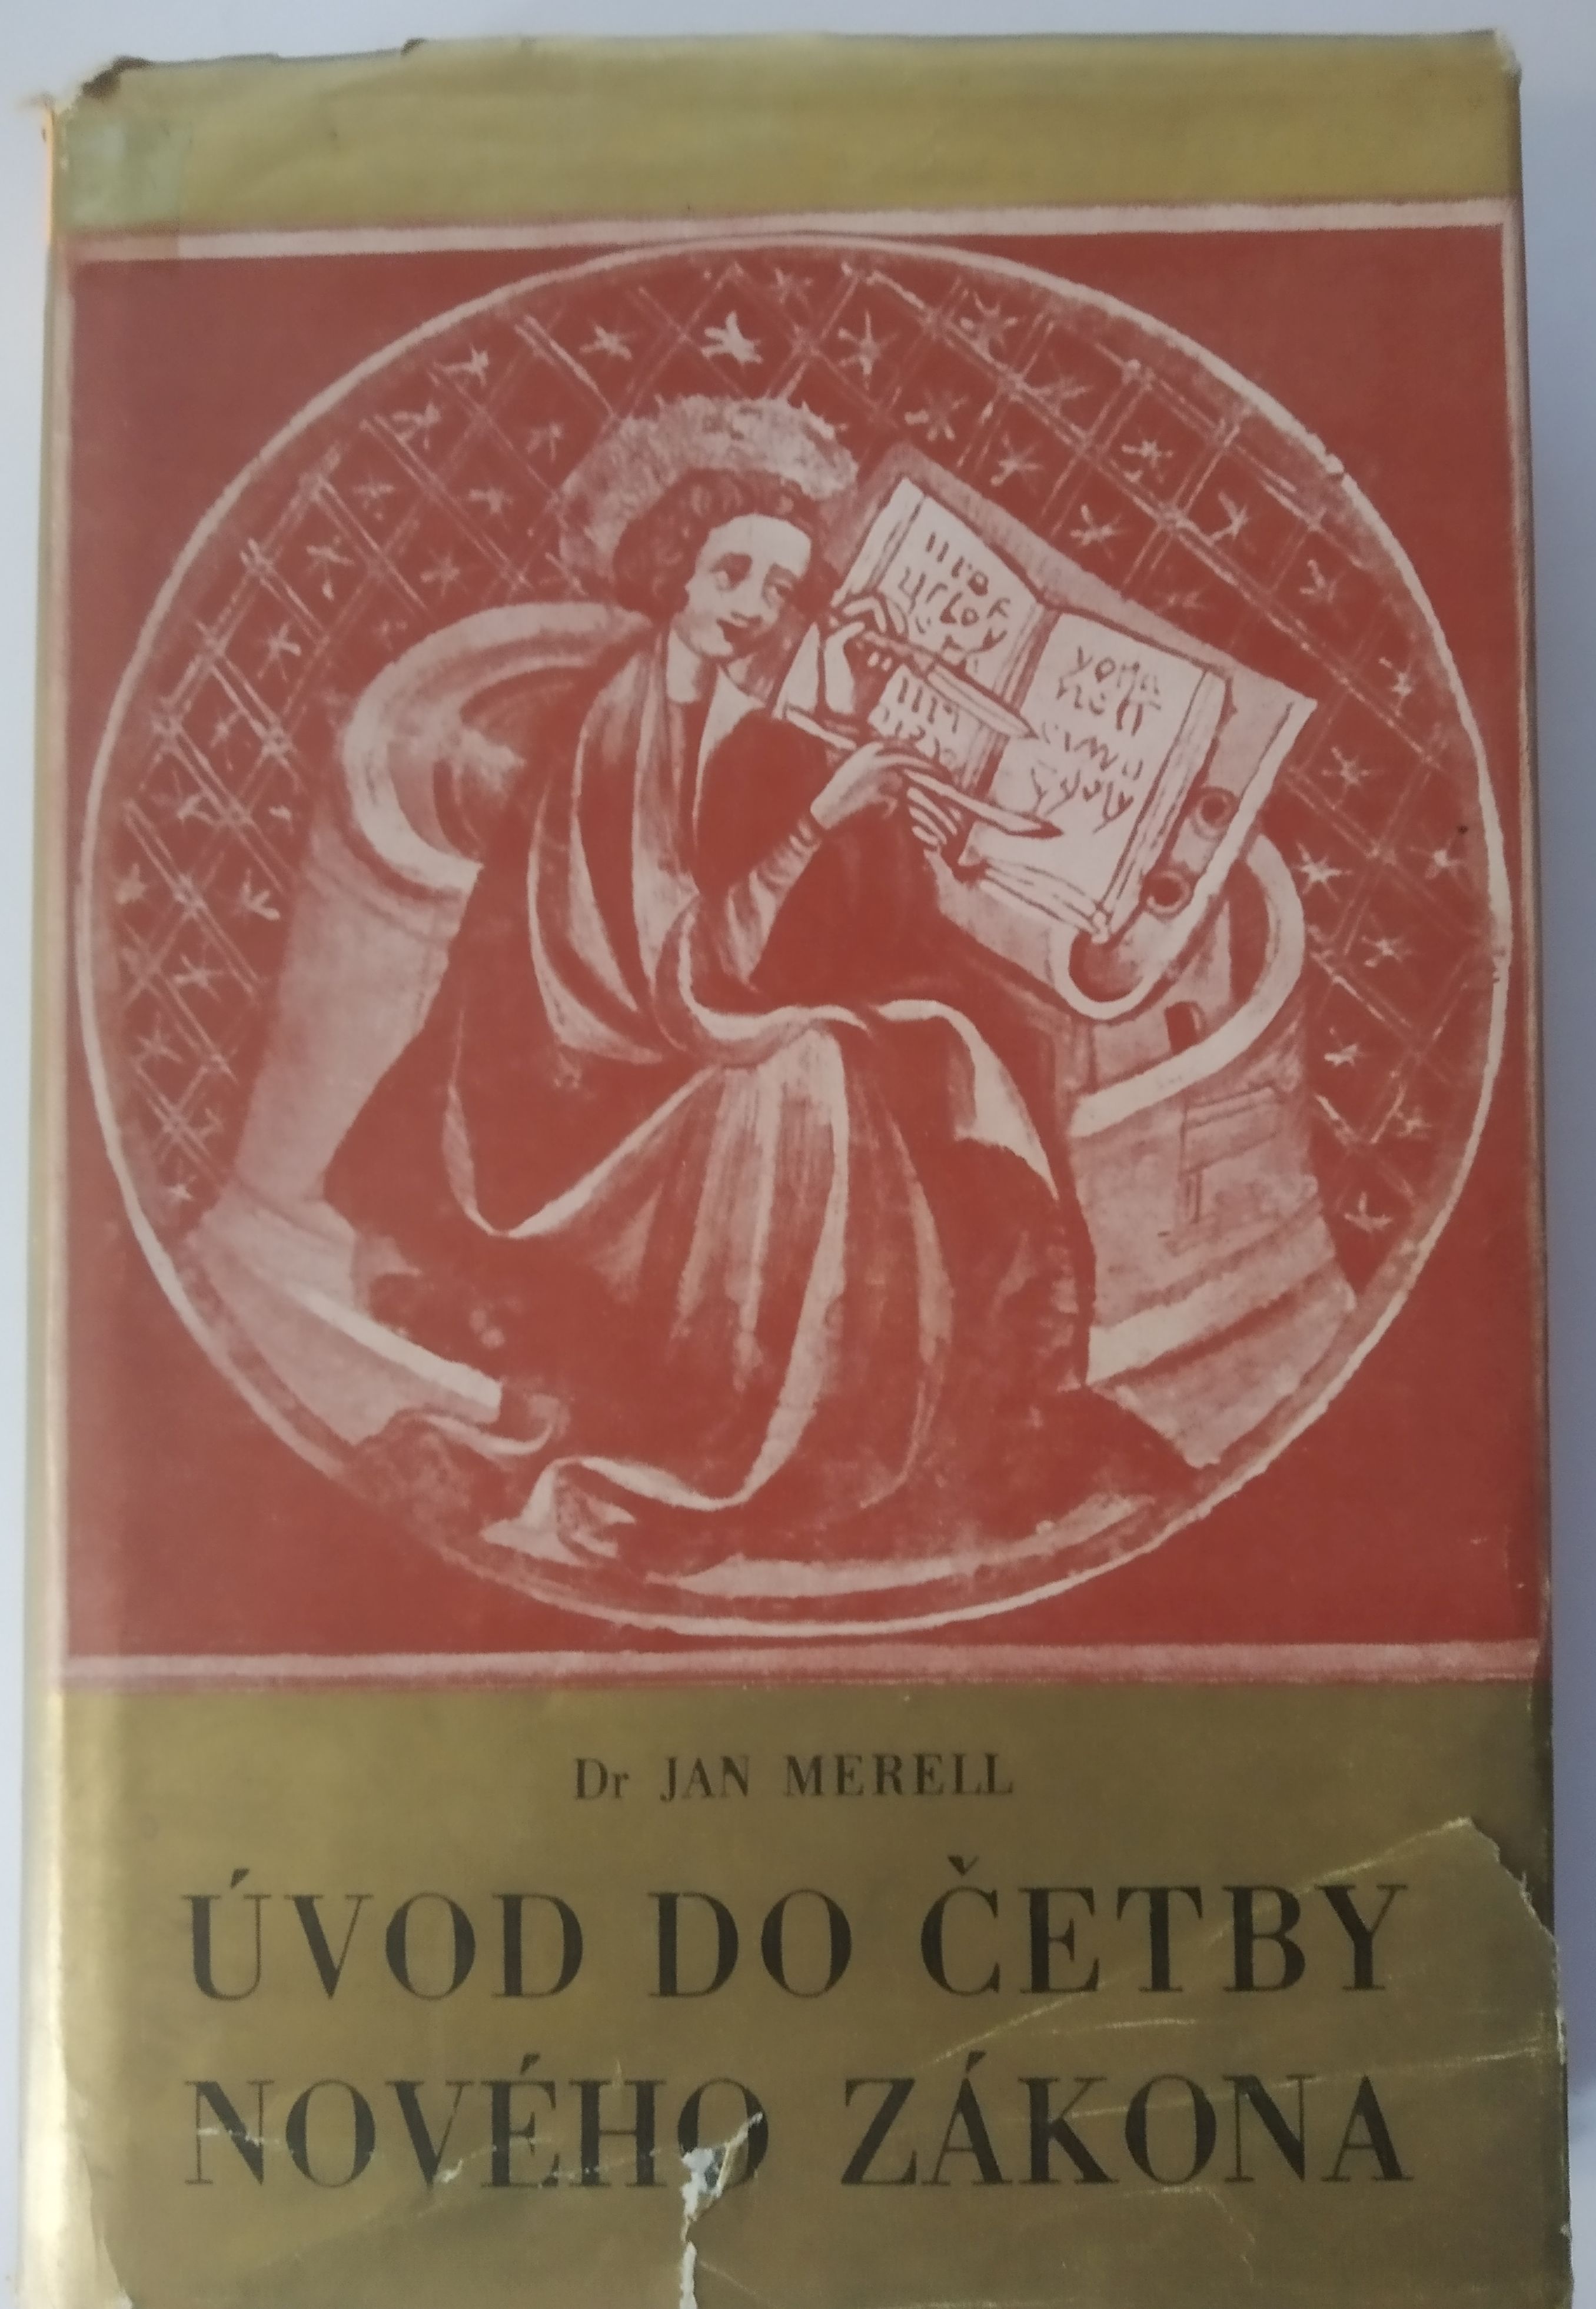 Dr JAN MERELL
ÚVOD DO ČETBY
NOVÉHO ZÁKONA